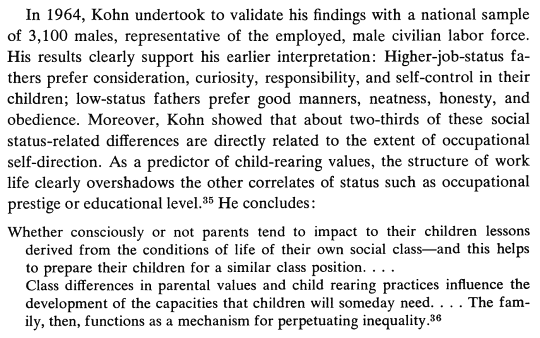 In 1964, Kohn undertook to validate his findings with a national sample
of 3,100 males, representative of the employed, male civilian labor force.
His results clearly support his earlier interpretation: Higher-job-status fa-
thers prefer consideration, curiosity, responsibility, and self-control in their
children; low-status fathers prefer good manners, neatness, honesty, and
obedience. Moreover, Kohn showed that about two-thirds of these social
status-related differences are directly related to the extent of occupational
self-direction. As a predictor of child-rearing values, the structure of work
life clearly overshadows the other correlates of status such as occupational
prestige or educational level.³⁵ He concludes:
Whether consciously or not parents tend to impact to their children lessons
derived from the conditions of life of their own social class—and this helps
to prepare their children for a similar class position. . . .
Class differences in parental values and child rearing practices influence the
development of the capacities that children will someday need. . . . The fam-
ily, then, functions as a mechanism for perpetuating inequality.³⁶